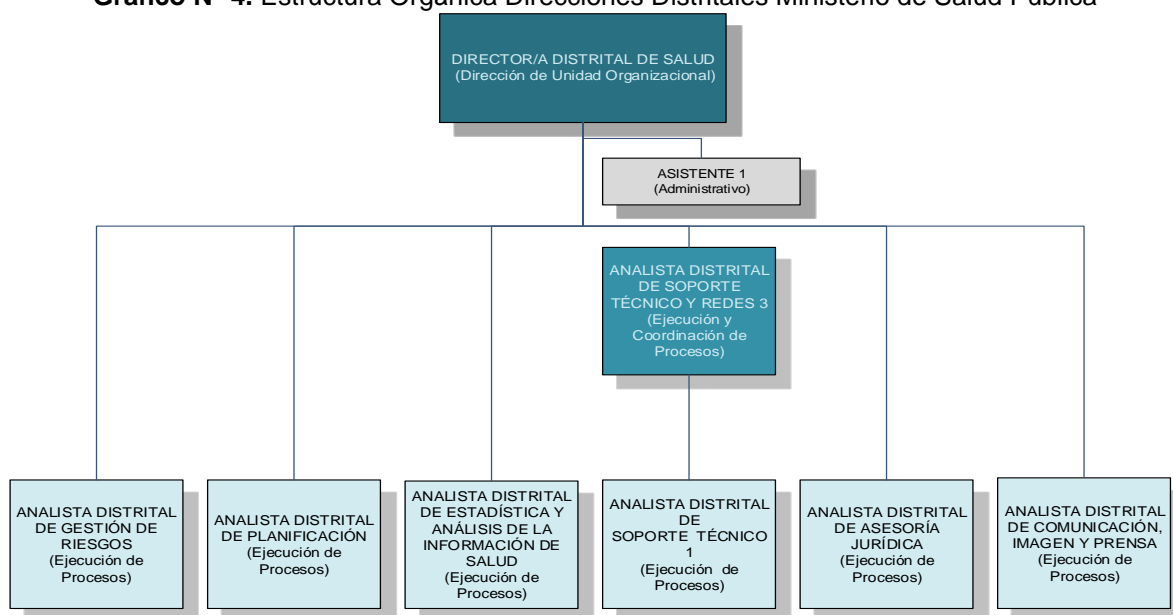 Gráfico N° 4. Estructura Orgánica Direcciones Distritales Ministerio de Salud Pública
DIRECTOR/A DISTRITAL DE SALUD
(Dirección de Unidad Organizacional)
ASISTENTE 1
(Administrativo)
ANALISTA DISTRITAL
DE SOPORTE
TÉCNICO Y REDES 3
(Ejecución y
Coordinación de
Procesos)
ANALISTA DISTRITAL
DE GESTIÓN DE
RIESGOS
(Ejecución de
Procesos)
ANALISTA DISTRITAL
DE PLANIFICACIÓN
(Ejecución de
Procesos)
ANALISTA DISTRITAL
DE ESTADÍSTICA Y
ANÁLISIS DE LA
INFORMACIÓN DE
SALUD
(Ejecución de
Procesos)
ANALISTA DISTRITAL
DE
SOPORTE TÉCNICO
1
(Ejecución de
Procesos)
ANALISTA DISTRITAL
DE ASESORÍA
JURÍDICA
(Ejecución de
Procesos)
ANALISTA DISTRITAL
DE COMUNICACIÓN,
IMAGEN Y PRENSA
(Ejecución de
Procesos)